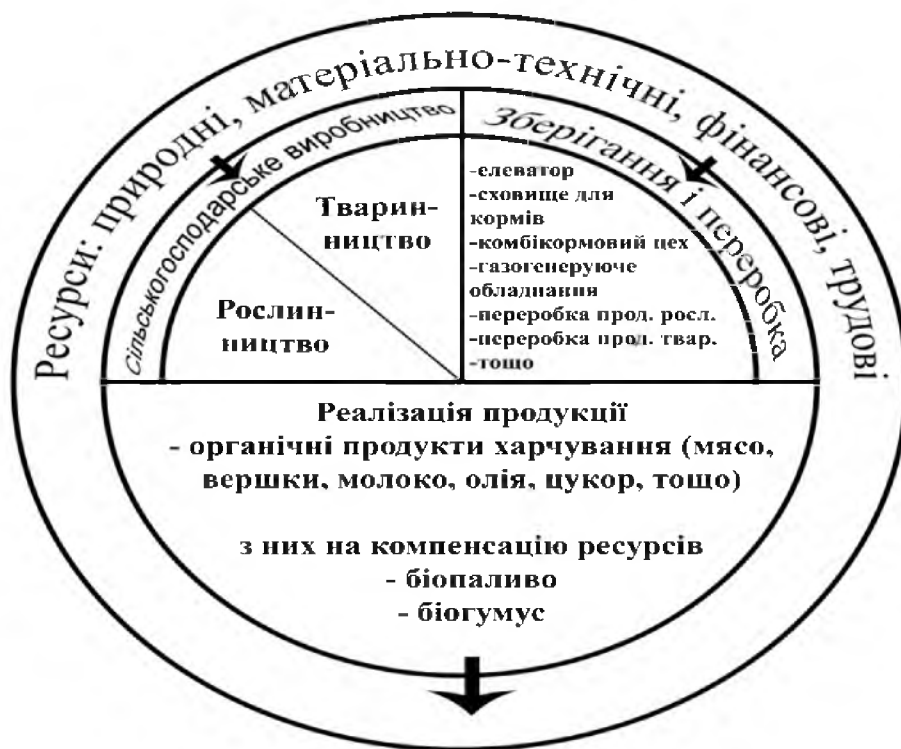 Ресурси: природні, матеріально-технічні, фінансові, трудові
Сільськогосподарське виробництво
Зберігання і переробка
Тварин-
ництво
Рослин-
ництво
-елеватор
-сховище для
кормів
-комбікормовий цех
-газогенеруюче
обладнання
-переробка прод. росл.
-переробка прод. твар.
-тощо
Реалізація продукції
- органічні продукти харчування (мясо,
вершки, молоко, олія, цукор, тощо)
з них на компенсацію ресурсів
- біопаливо
- біогумус